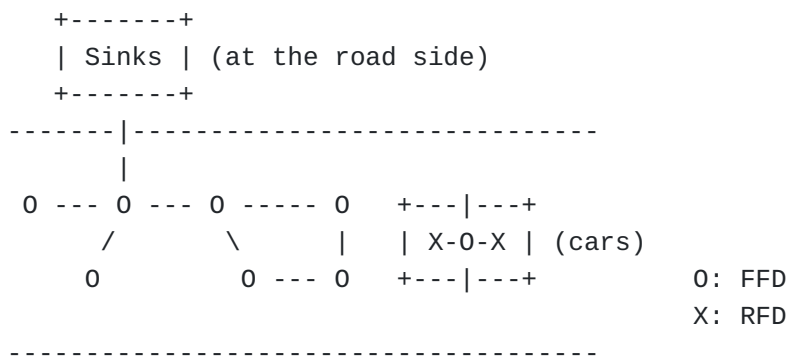 +-------+
| Sinks | (at the road side)
+-------+
-------|------------------------------
|
O --- O --- O ----- O   +---|---+
/       \      |   | X-O-X | (cars)
O         O --- O   +---|---+          O: FFD
X: RFD
--------------------------------------